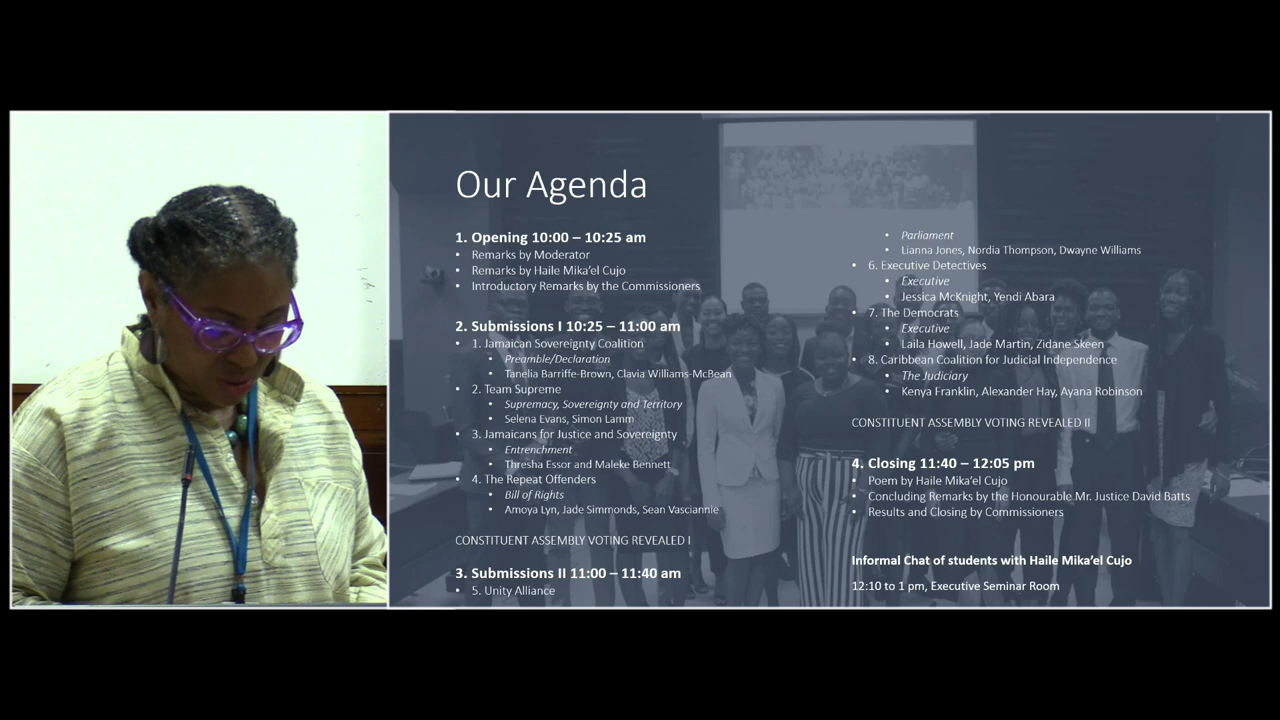 Our Agenda
1. Opening 10:00 – 10:25 am
• Remarks by Moderator
• Remarks by Haile Mika'el Cujo
• Introductory Remarks by the Commissioners
2. Submissions I 10:25 – 11:00 am
• 1. Jamaican Sovereignty Coalition
• Preamble/Declaration
• Tanelia Barriffe-Brown, Clavia Williams-McBean
• 2. Team Supreme
• Supremacy, Sovereignty and Territory
• Selena Evans, Simon Lamm
• 3. Jamaicans for Justice and Sovereignty
• Entrenchment
• Thresha Essor and Maleke Bennett
• 4. The Repeat Offenders
• Bill of Rights
• Amoya Lyn, Jade Simmonds, Sean Vasciannie
CONSTITUENT ASSEMBLY VOTING REVEALED I
3. Submissions II 11:00 – 11:40 am
• 5. Unity Alliance
• Parliament
• Lianna Jones, Nordia Thompson, Dwayne Williams
• 6. Executive Detectives
• Executive
• Jessica McKnight, Yendi Abara
• 7. The Democrats
• Executive
• Laila Howell, Jade Martin, Zidane Skeen
• 8. Caribbean Coalition for Judicial Independence
• The Judiciary
• Kenya Franklin, Alexander Hay, Ayana Robinson
CONSTITUENT ASSEMBLY VOTING REVEALED II
4. Closing 11:40 – 12:05 pm
• Poem by Haile Mika'el Cujo
• Concluding Remarks by the Honourable Mr. Justice David Batts
• Results and Closing by Commissioners
Informal Chat of students with Haile Mika'el Cujo
12:10 to 1 pm, Executive Seminar Room